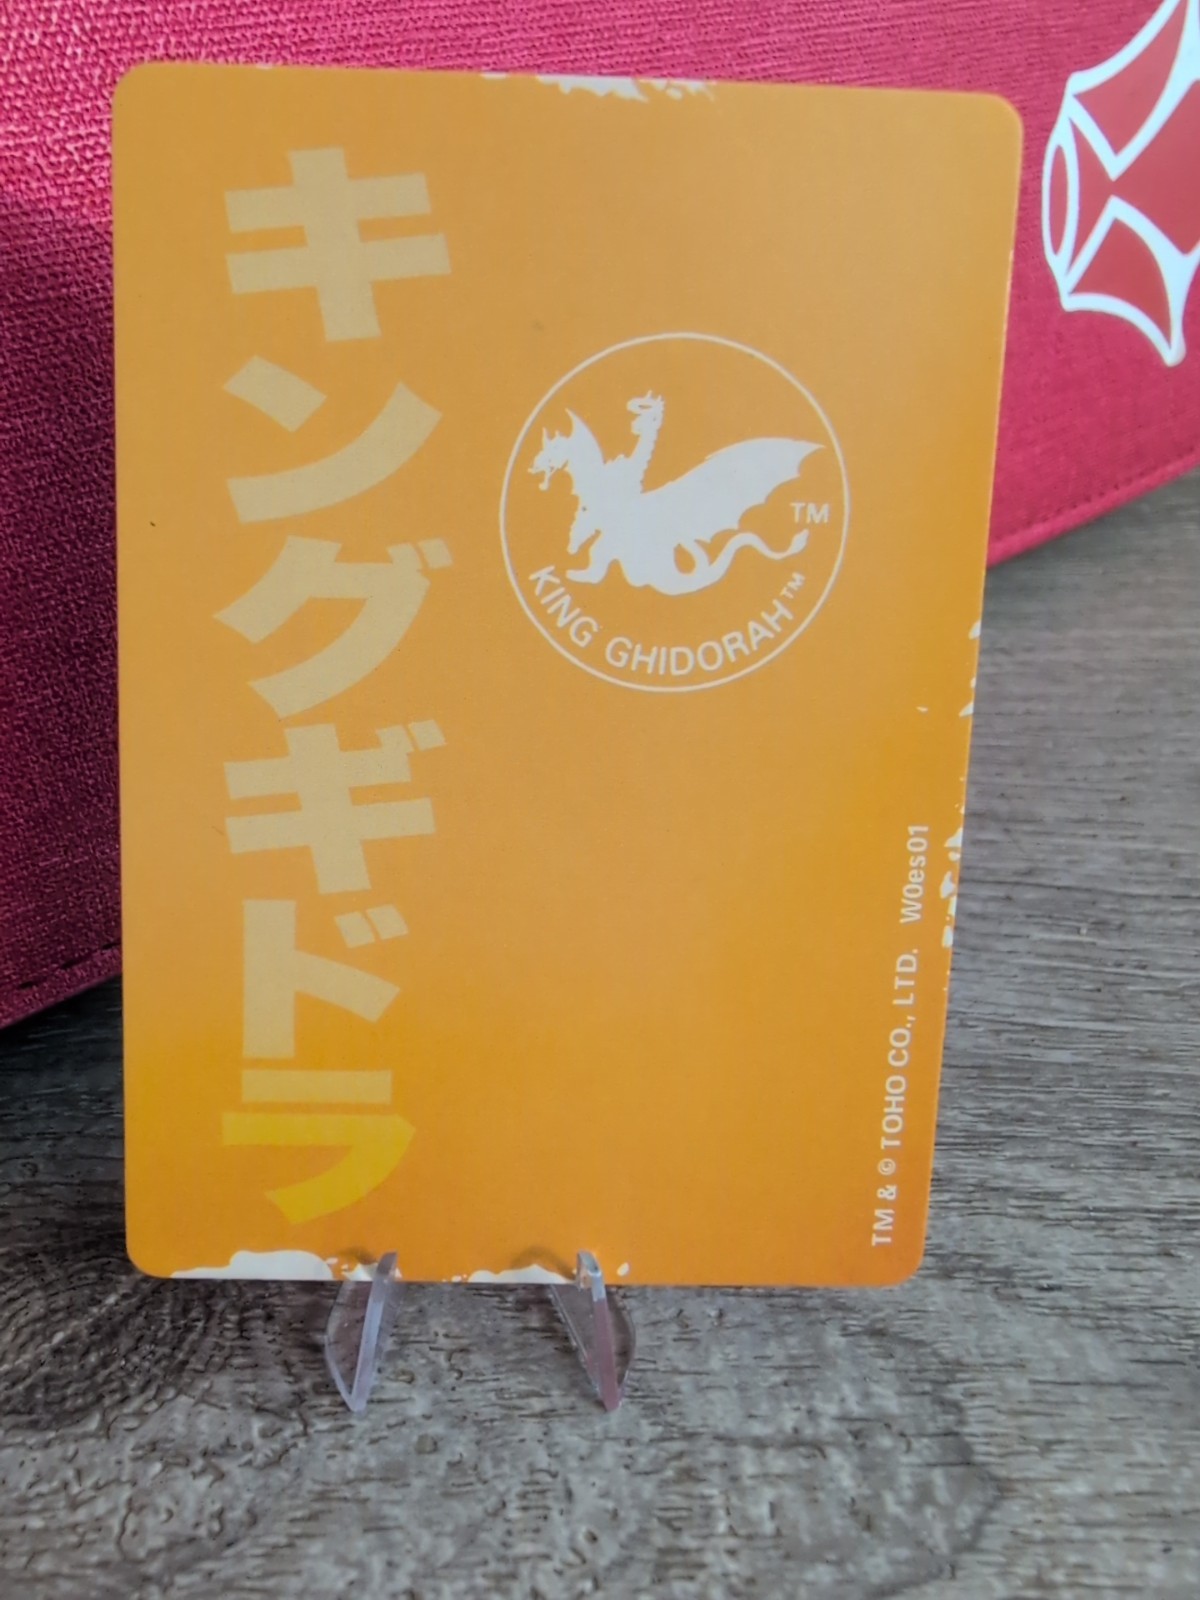 キングギドラ
TM
KING GHIDORAH™
TM & © TOHO CO., LTD. W0es01